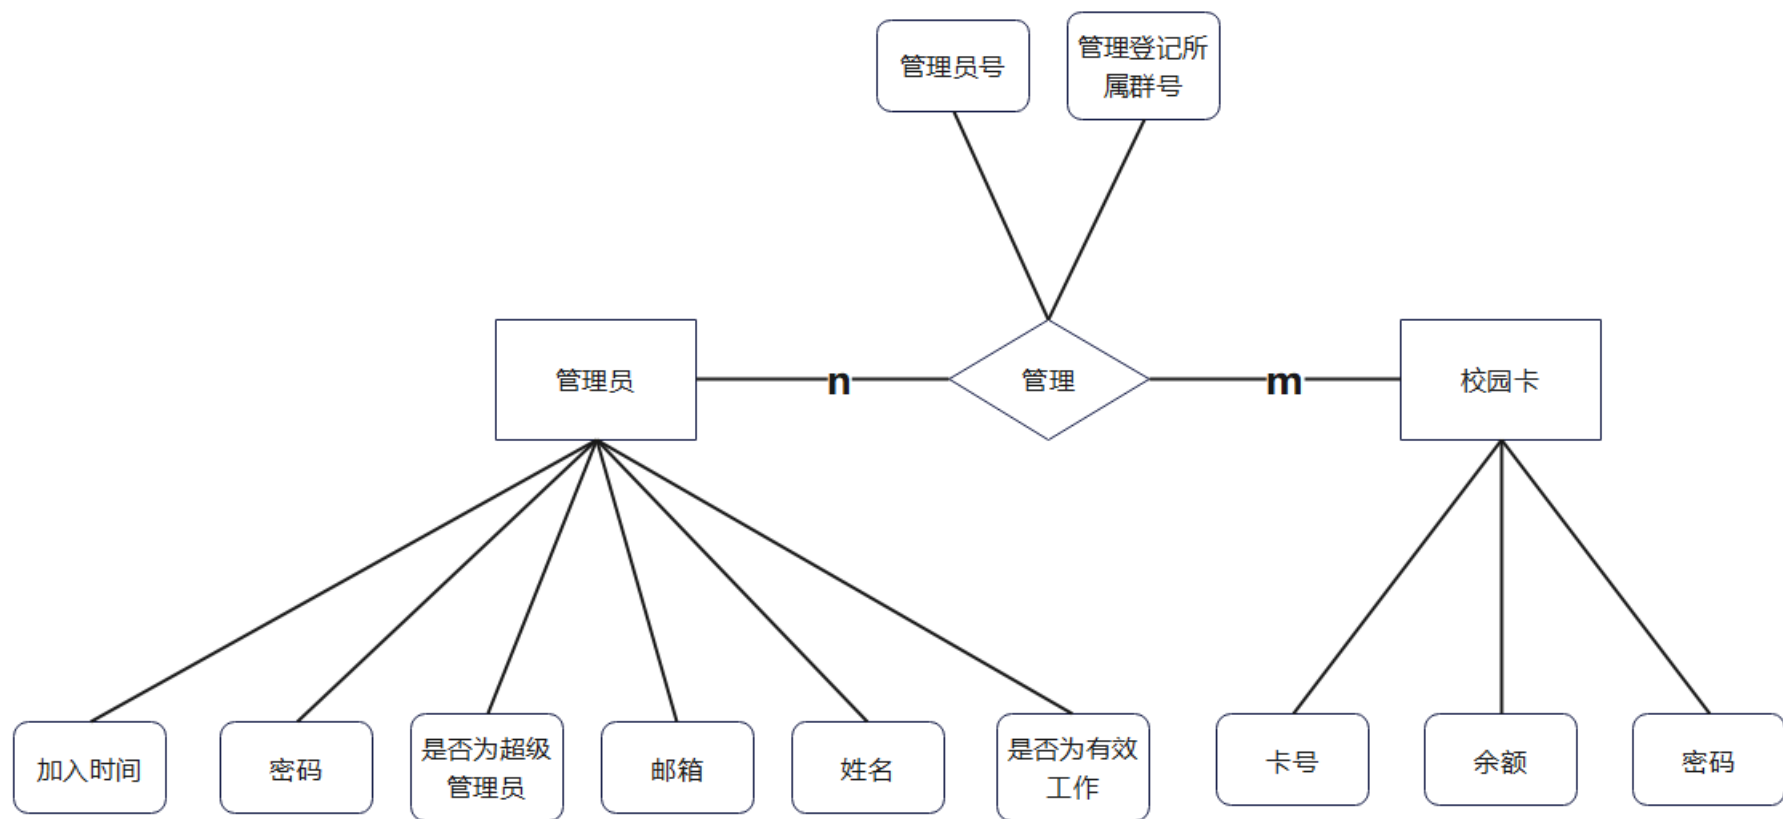 管理员号
管理登记所
属群号
管理员
n
管理
m
校园卡
加入时间
密码
是否为超级
管理员
邮箱
姓名
是否为有效
工作
卡号
余额
密码